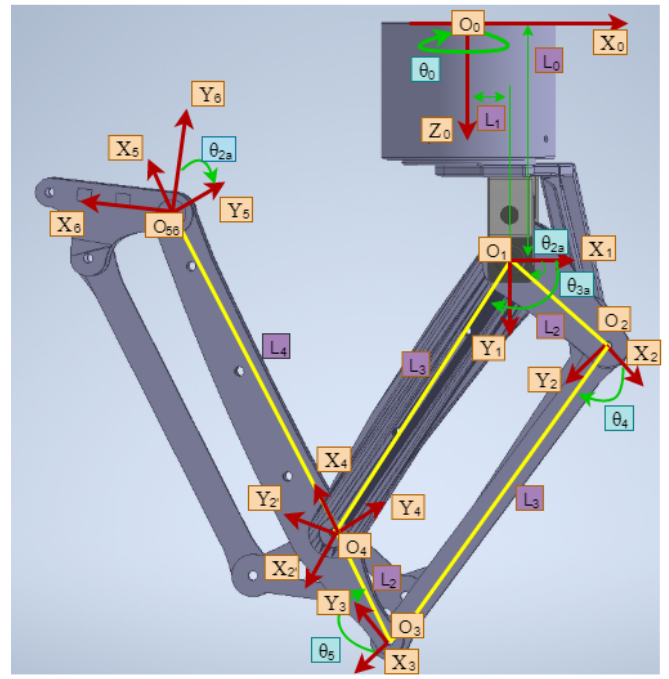 O₀
X₀
θ₀
L₀
Z₀
L₁
Y₆
X₅
θ₂ₐ
Y₅
X₆
O₅₆
O₁
θ₂ₐ
X₁
θ₃ₐ
L₂
O₂
Y₁
X₂
Y₂
θ₄
L₄
L₃
L₃
X₄
Y₂'
Y₄
O₄
X₂'
L₂
Y₃
O₃
θ₅
X₃